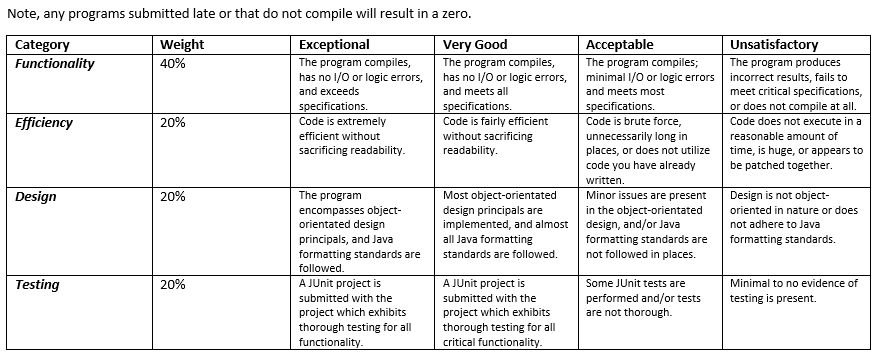 Note, any programs submitted late or that do not compile will result in a zero.
Category Weight Exceptional Very Good Acceptable Unsatisfactory
Functionality 40%
The program compiles,
has no I/O or logic errors,
and exceeds
specifications.
The program compiles,
has no I/O or logic errors,
and meets all
specifications.
The program compiles;
minimal I/O or logic errors
and meets most
specifications.
The program produces
incorrect results, fails to
meet critical specifications,
or does not compile at all.
Efficiency 20%
Code is extremely
efficient without
sacrificing readability.
Code is fairly efficient
without sacrificing
readability.
Code is brute force,
unnecessarily long in
places, or does not utilize
code you have already
written.
Code does not execute in a
reasonable amount of
time, is huge, or appears to
be patched together.
Design 20%
The program
encompasses object-
orientated design
principals, and Java
formatting standards are
followed.
Most object-orientated
design principals are
implemented, and almost
all Java formatting
standards are followed.
Minor issues are present
in the object-orientated
design, and/or Java
formatting standards are
not followed in places.
Design is not object-
oriented in nature or does
not adhere to Java
formatting standards.
Testing 20%
A JUnit project is
submitted with the
project which exhibits
thorough testing for all
functionality.
A JUnit project is
submitted with the
project which exhibits
thorough testing for all
critical functionality.
Some JUnit tests are
performed and/or tests
are not thorough.
Minimal to no evidence of
testing is present.